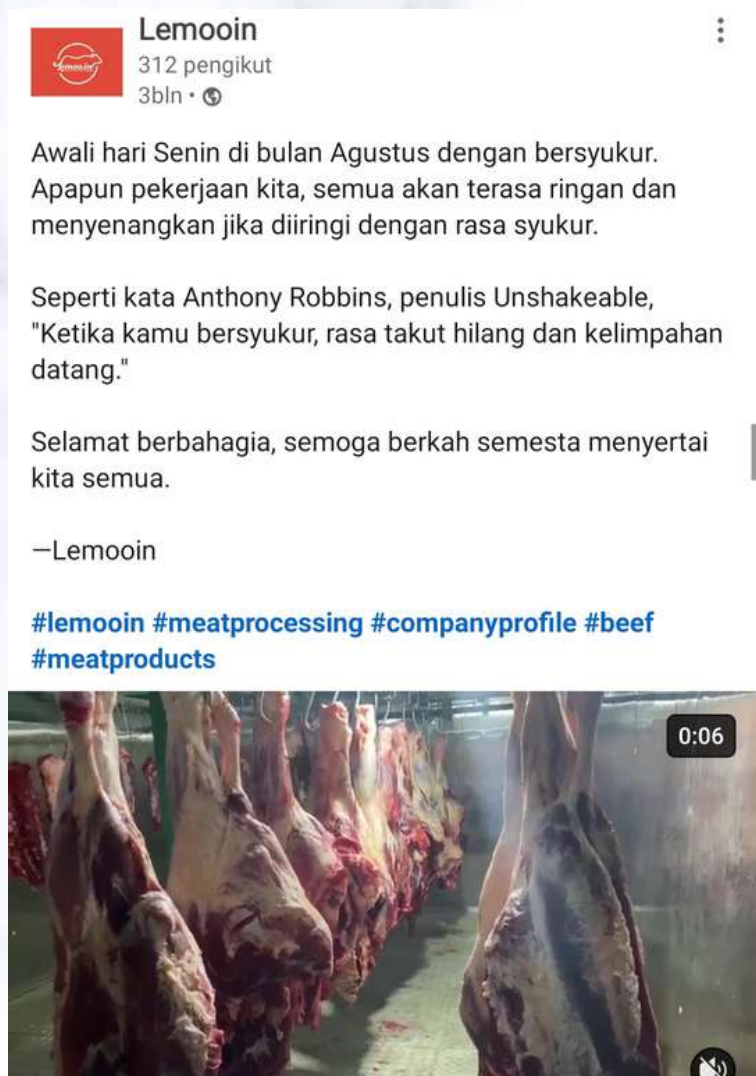 Lemooin
312 pengikut
3bln •
Awali hari Senin di bulan Agustus dengan bersyukur.
Apapun pekerjaan kita, semua akan terasa ringan dan
menyenangkan jika diiringi dengan rasa syukur.
Seperti kata Anthony Robbins, penulis Unshakeable,
"Ketika kamu bersyukur, rasa takut hilang dan kelimpahan
datang."
Selamat berbahagia, semoga berkah semesta menyertai
kita semua.
—Lemooin
#lemooin #meatprocessing #companyprofile #beef
#meatproducts
0:06